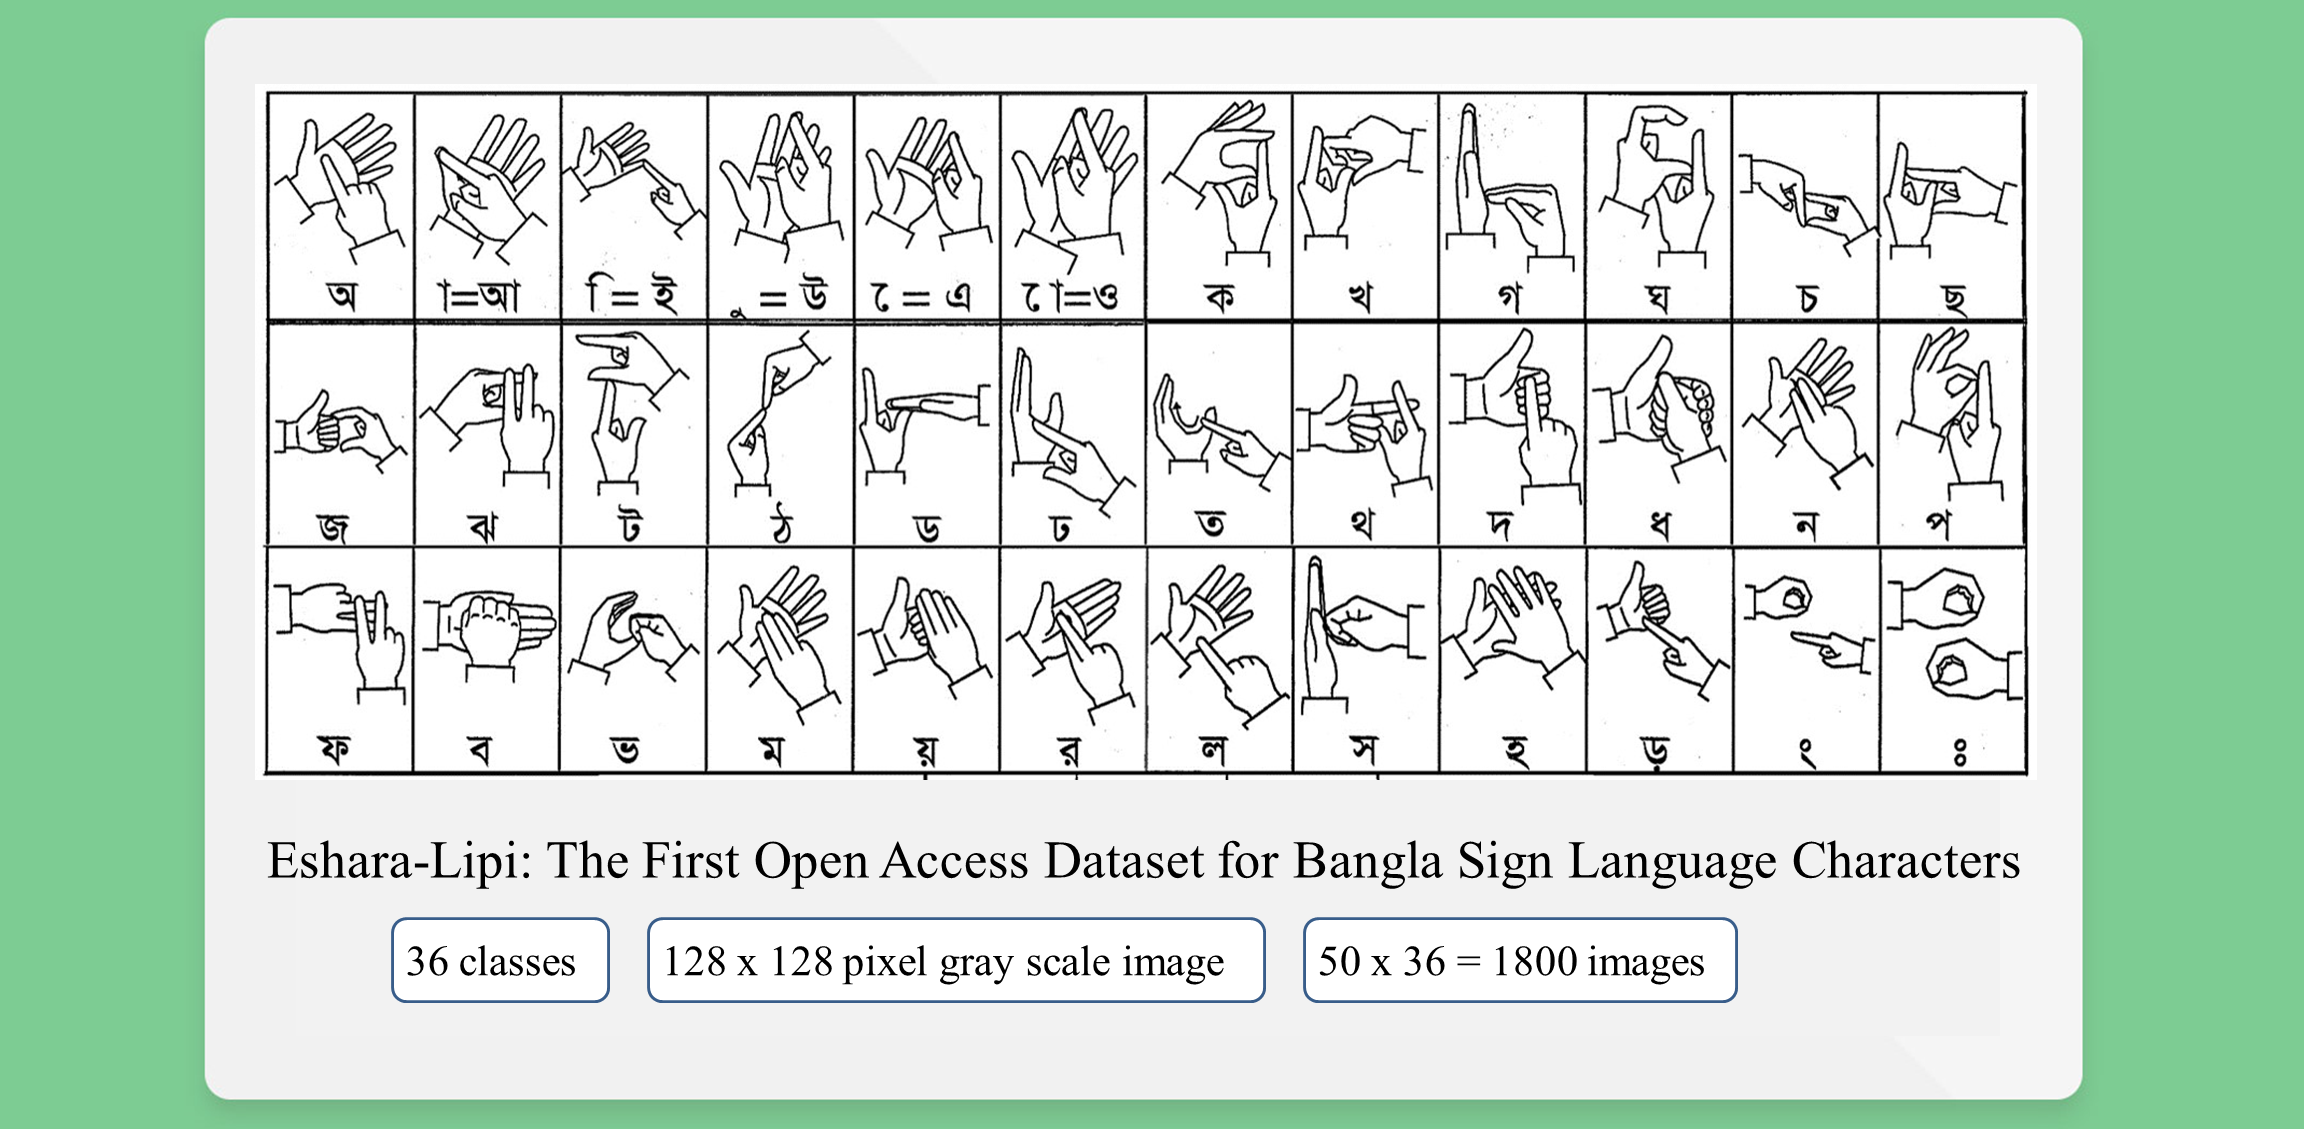 অ া=আ ি = ই ু = উ ে = এ ো=ও ক খ গ ঘ চ ছ
জ ঝ ট ঠ ড ঢ ত থ দ ধ ন প
ফ ব ভ ম য় র ল স হ ড় ং ঃ
Eshara-Lipi: The First Open Access Dataset for Bangla Sign Language Characters
36 classes 128 x 128 pixel gray scale image 50 x 36 = 1800 images